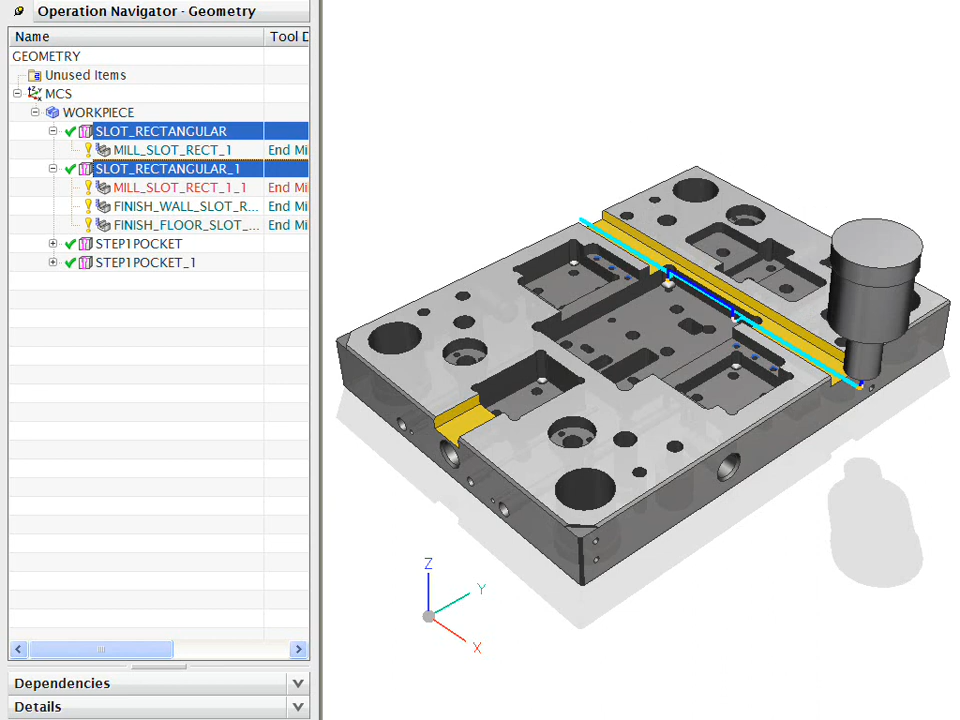 Operation Navigator - Geometry
Name Tool D
GEOMETRY
Unused Items
MCS
WORKPIECE
SLOT_RECTANGULAR
MILL_SLOT_RECT_1 End Mi
SLOT_RECTANGULAR_1
MILL_SLOT_RECT_1_1 End Mi
FINISH_WALL_SLOT_R... End Mi
FINISH_FLOOR_SLOT_... End Mi
STEP1POCKET
STEP1POCKET_1
Z
Y
X
Dependencies
Details